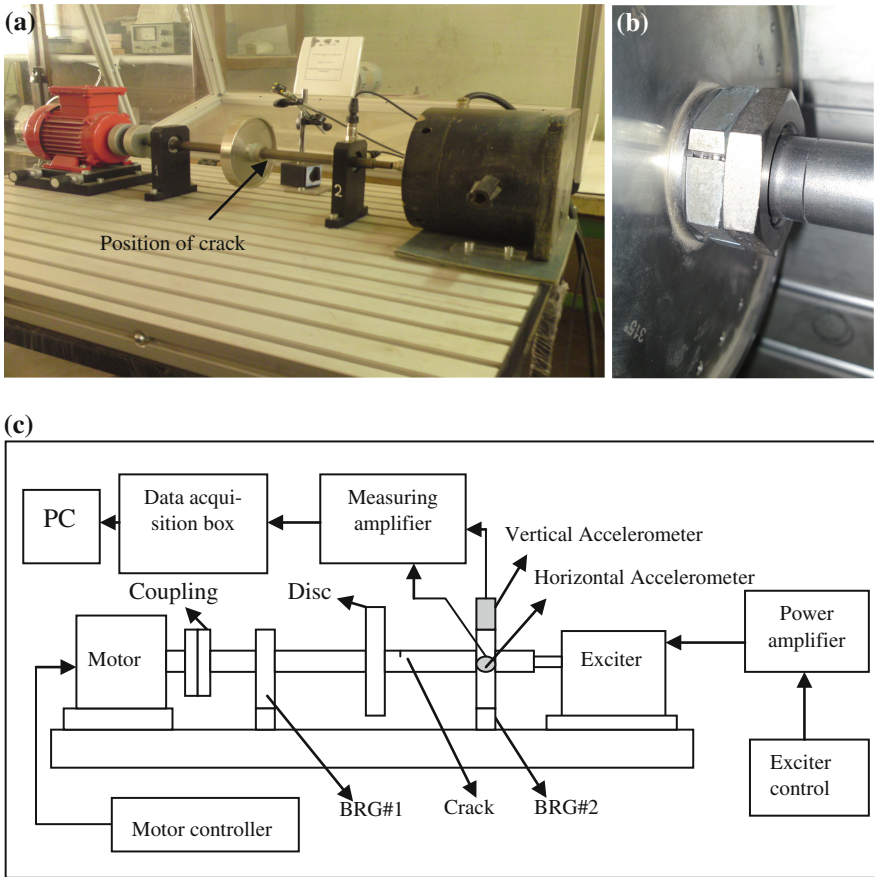 (a)
1
2
Position of crack
(b)
315°
(c)
PC
Data acqui-
sition box
Measuring
amplifier
Vertical Accelerometer
Horizontal Accelerometer
Coupling
Disc
Power
amplifier
Motor
Exciter
BRG#1
Crack
BRG#2
Exciter
control
Motor controller